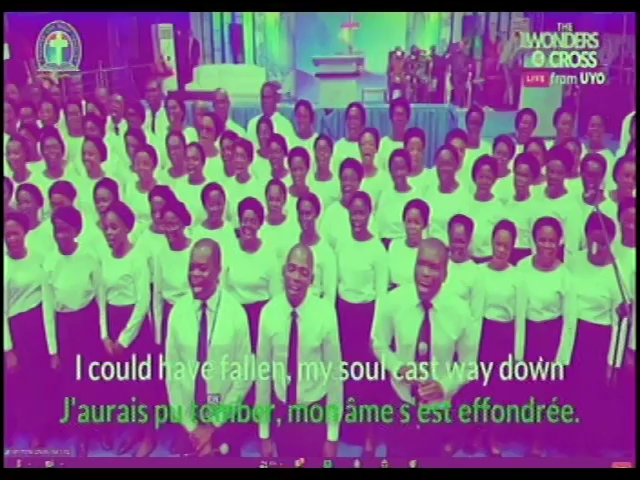 THE
WONDERS
OF CROSS
LIVE from UYO
I could have fallen, my soul cast way down
J'aurais pu tomber, mon âme s'est effondrée.